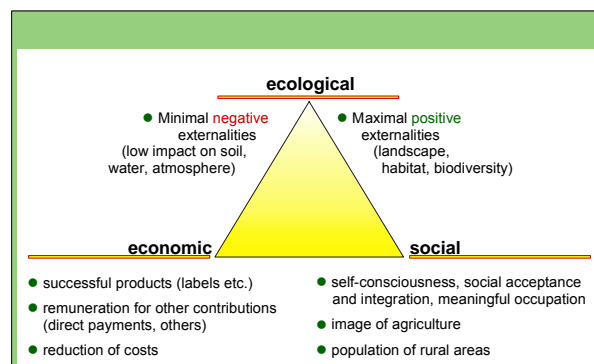 ecological
● Minimal negative
externalities
(low impact on soil,
water, atmosphere)
● Maximal positive
externalities
(landscape,
habitat, biodiversity)
economic
● successful products (labels etc.)
● remuneration for other contributions
(direct payments, others)
● reduction of costs
social
● self-consciousness, social acceptance
and integration, meaningful occupation
● image of agriculture
● population of rural areas